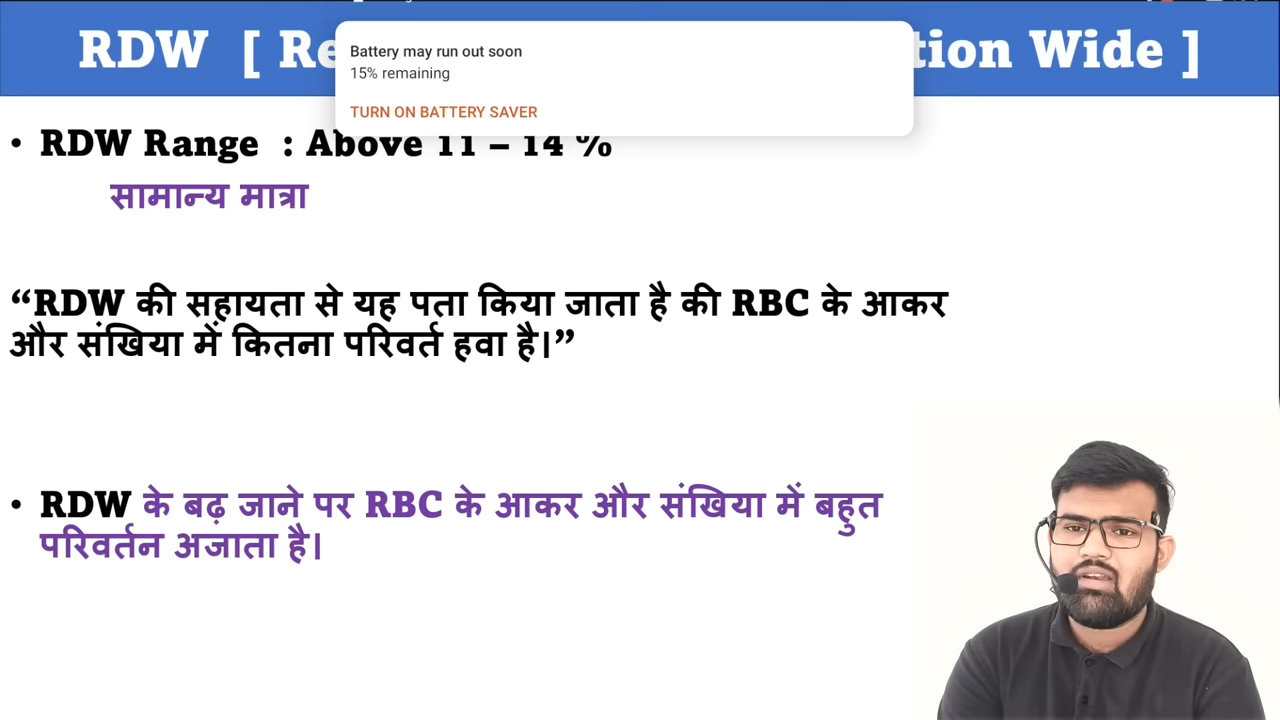 RDW [ Re tion Wide ]
Battery may run out soon
15% remaining
TURN ON BATTERY SAVER
• RDW Range : Above 11 – 14 %
सामान्य मात्रा
“RDW की सहायता से यह पता किया जाता है की RBC के आकर
और संखिया में कितना परिवर्त हवा है।”
• RDW के बढ़ जाने पर RBC के आकर और संखिया में बहुत
परिवर्तन अजाता है।